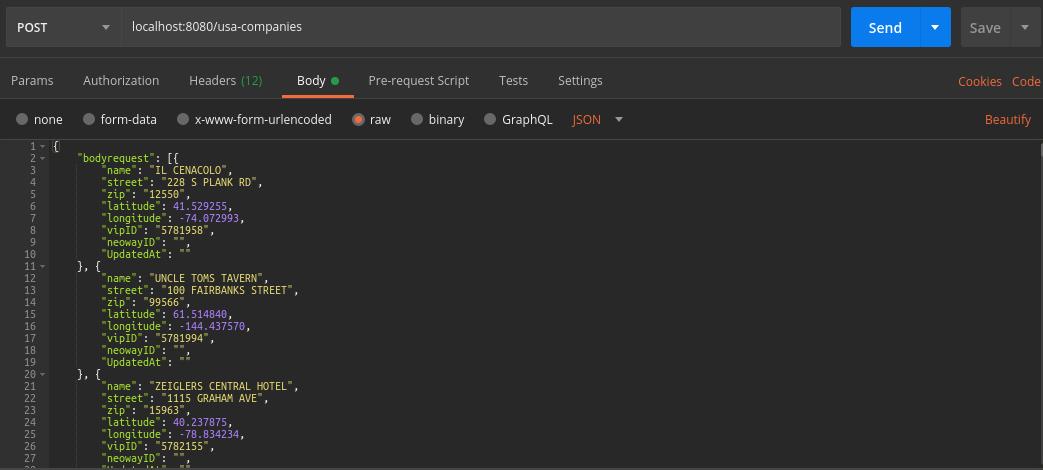 POST localhost:8080/usa-companies Send Save
Params Authorization Headers (12) Body Pre-request Script Tests Settings Cookies Code
none form-data x-www-form-urlencoded raw binary GraphQL JSON Beautify
1 {
2 "bodyrequest": [{
3 "name": "IL CENACOLO",
4 "street": "228 S PLANK RD",
5 "zip": "12550",
6 "latitude": 41.529255,
7 "longitude": -74.072993,
8 "vipID": "5781958",
9 "neowayID": "",
10 "UpdatedAt": ""
11 }, {
12 "name": "UNCLE TOMS TAVERN",
13 "street": "100 FAIRBANKS STREET",
14 "zip": "99566",
15 "latitude": 61.514840,
16 "longitude": -144.437570,
17 "vipID": "5781994",
18 "neowayID": "",
19 "UpdatedAt": ""
20 }, {
21 "name": "ZEIGLERS CENTRAL HOTEL",
22 "street": "1115 GRAHAM AVE",
23 "zip": "15963",
24 "latitude": 40.237875,
25 "longitude": -78.834234,
26 "vipID": "5782155",
27 "neowayID": "",
28 "UpdatedAt": ""